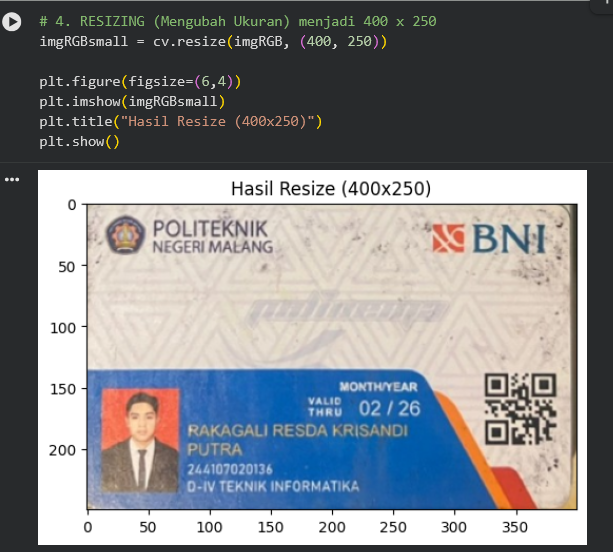 # 4. RESIZING (Mengubah Ukuran) menjadi 400 x 250
imgRGBsmall = cv.resize(imgRGB, (400, 250))
plt.figure(figsize=(6,4))
plt.imshow(imgRGBsmall)
plt.title("Hasil Resize (400x250)")
plt.show()
Hasil Resize (400x250)
0
50
100
150
200
POLITEKNIK
NEGERI MALANG
BNI
polinema
MONTH/YEAR
VALID
THRU 02 / 26
RAKAGALI RESDA KRISANDI
PUTRA
244107020136
D-IV TEKNIK INFORMATIKA
0 50 100 150 200 250 300 350